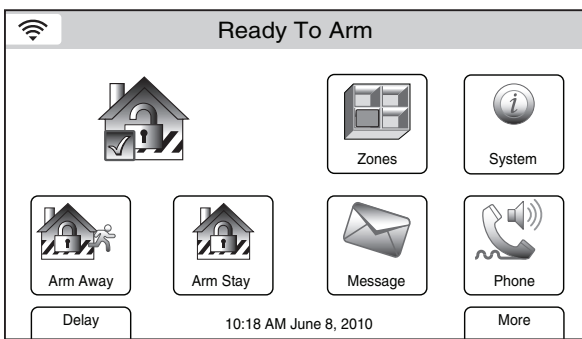 Ready To Arm
Zones
System
Arm Away
Arm Stay
Message
Phone
Delay
10:18 AM June 8, 2010
More